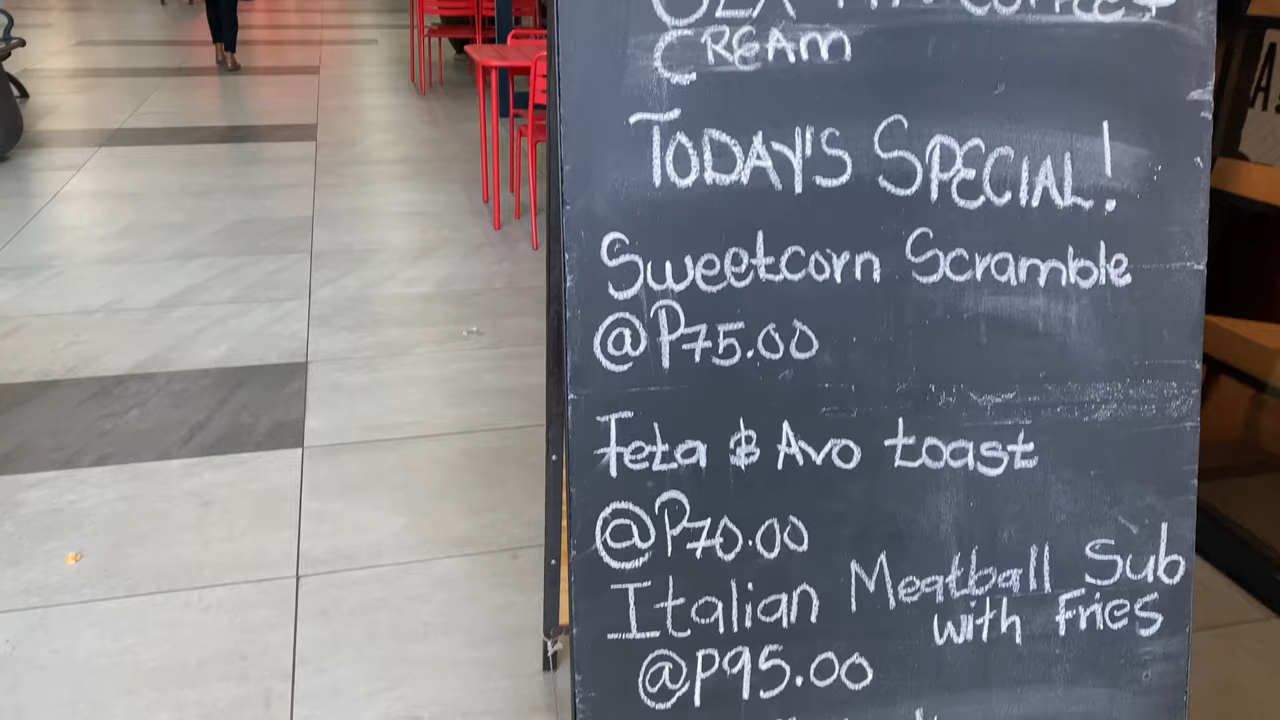 COFFEE &
CREAM
TODAY'S SPECIAL!
Sweetcorn Scramble
@P75.00
Feta & Avo toast
@P70.00
Italian Meatball Sub
with Fries
@P95.00